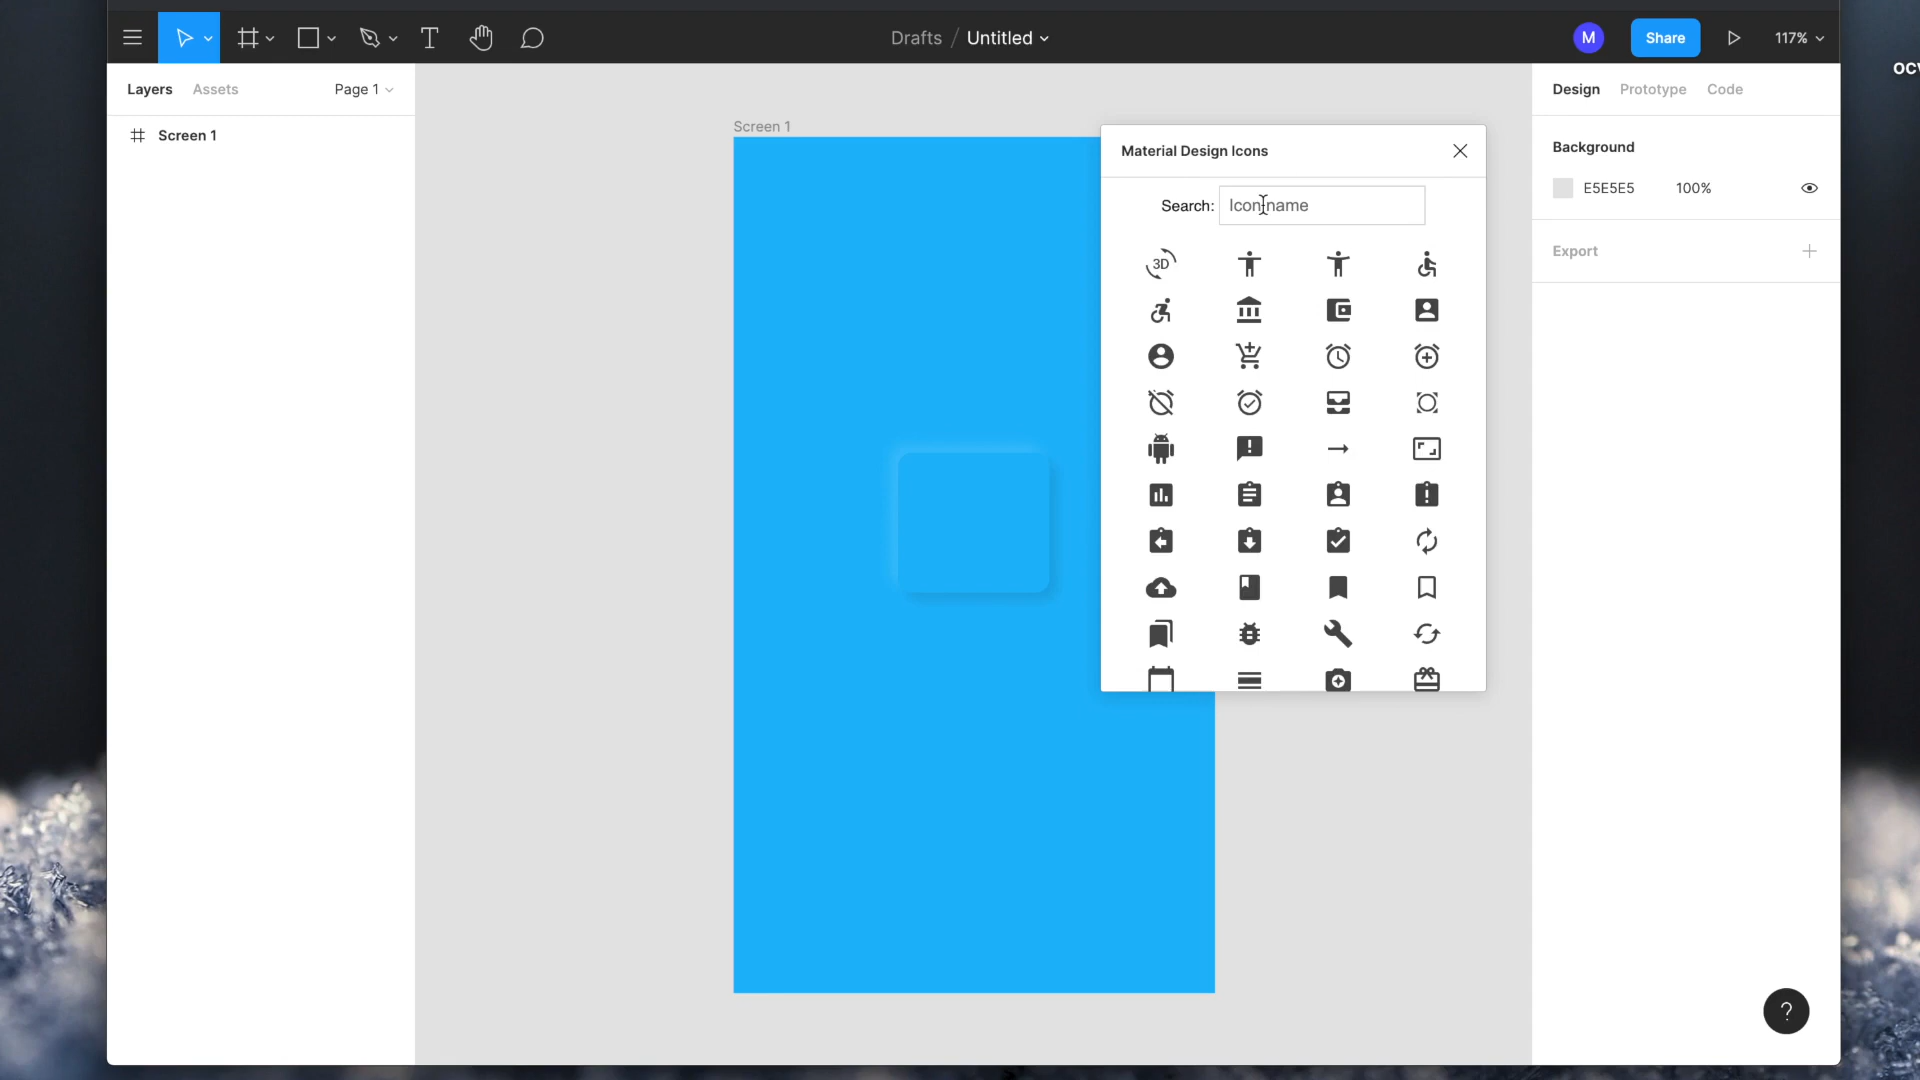 Drafts / Untitled
M
Share
117%
Layers
Assets
Page 1
Design
Prototype
Code
Screen 1
Screen 1
Background
E5E5E5
100%
Export
Material Design Icons
Search:
Icon name
3D
?